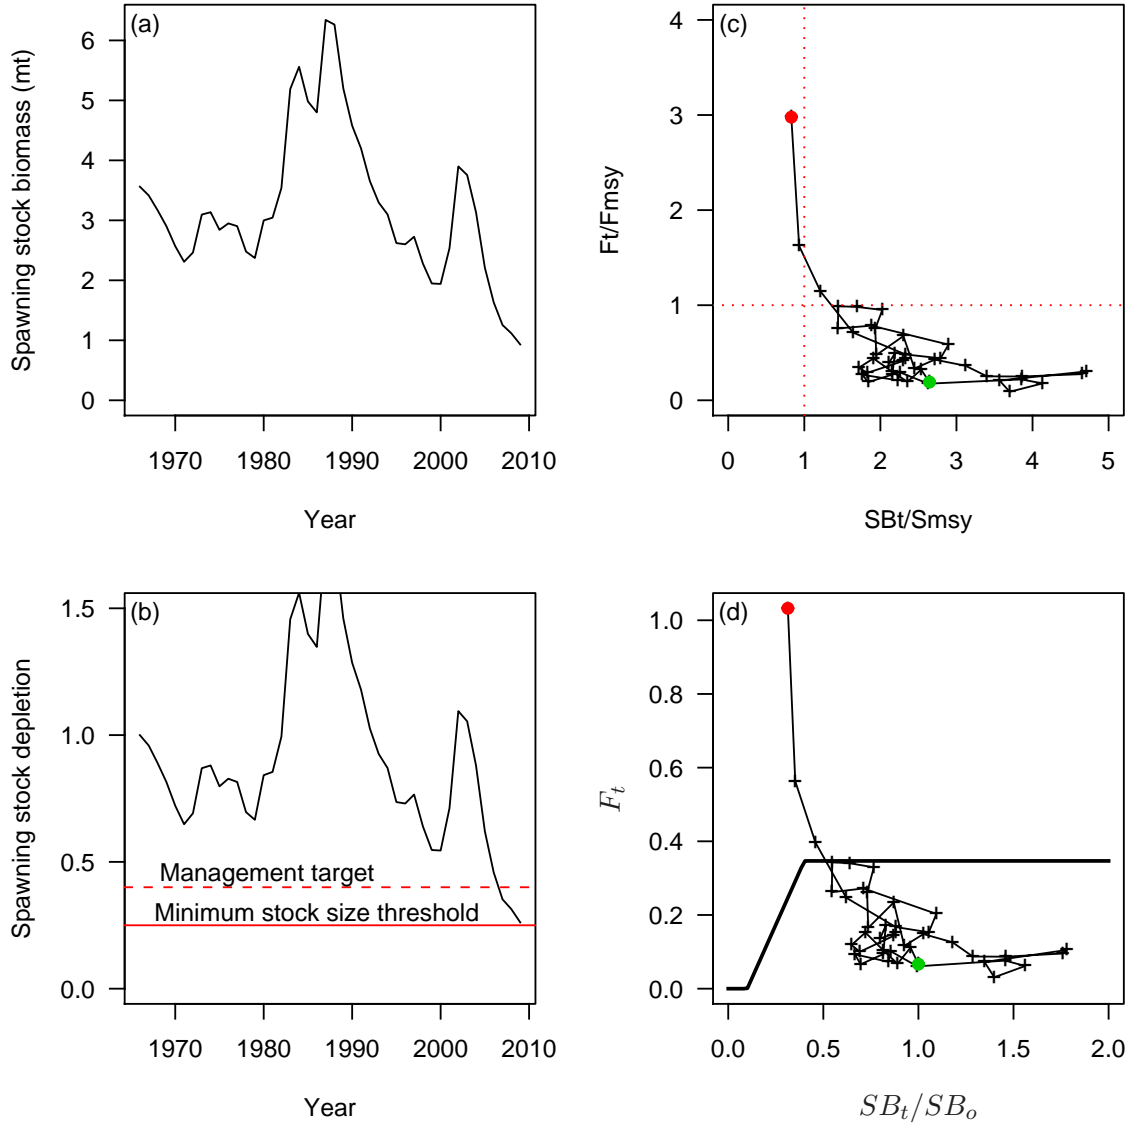 (a)
Spawning stock biomass (mt)
6
5
4
3
2
1
0
1970 1980 1990 2000 2010
Year
(c)
Ft/Fmsy
4
3
2
1
0
0 1 2 3 4 5
SBt/Smsy
(b)
Spawning stock depletion
1.5
1.0
0.5
0.0
Management target
Minimum stock size threshold
1970 1980 1990 2000 2010
Year
(d)
F_t
1.0
0.8
0.6
0.4
0.2
0.0
0.0 0.5 1.0 1.5 2.0
SB_t/SB_o